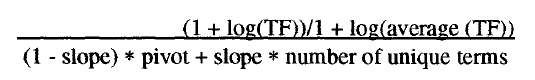 (1 + log(TF))/1 + log(average (TF))
(1 - slope) * pivot + slope * number of unique terms